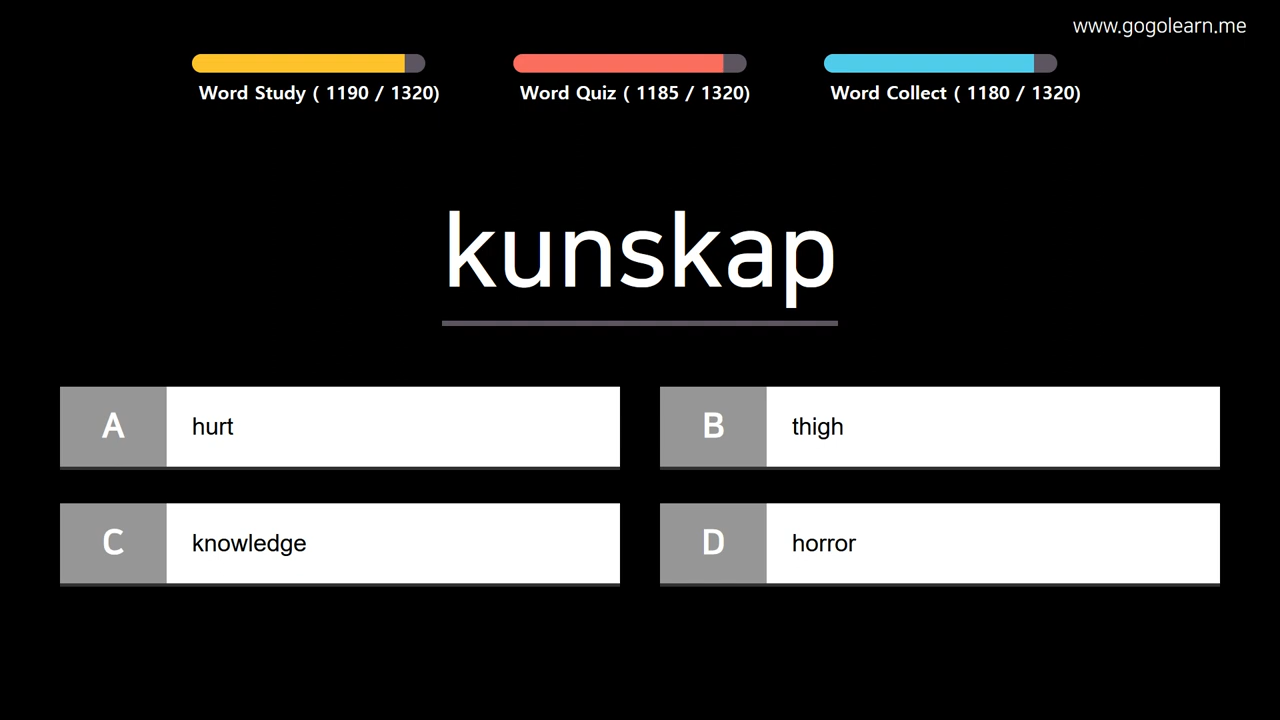 www.gogolearn.me
Word Study ( 1190 / 1320)
Word Quiz ( 1185 / 1320)
Word Collect ( 1180 / 1320)
kunskap
A hurt
B thigh
C knowledge
D horror